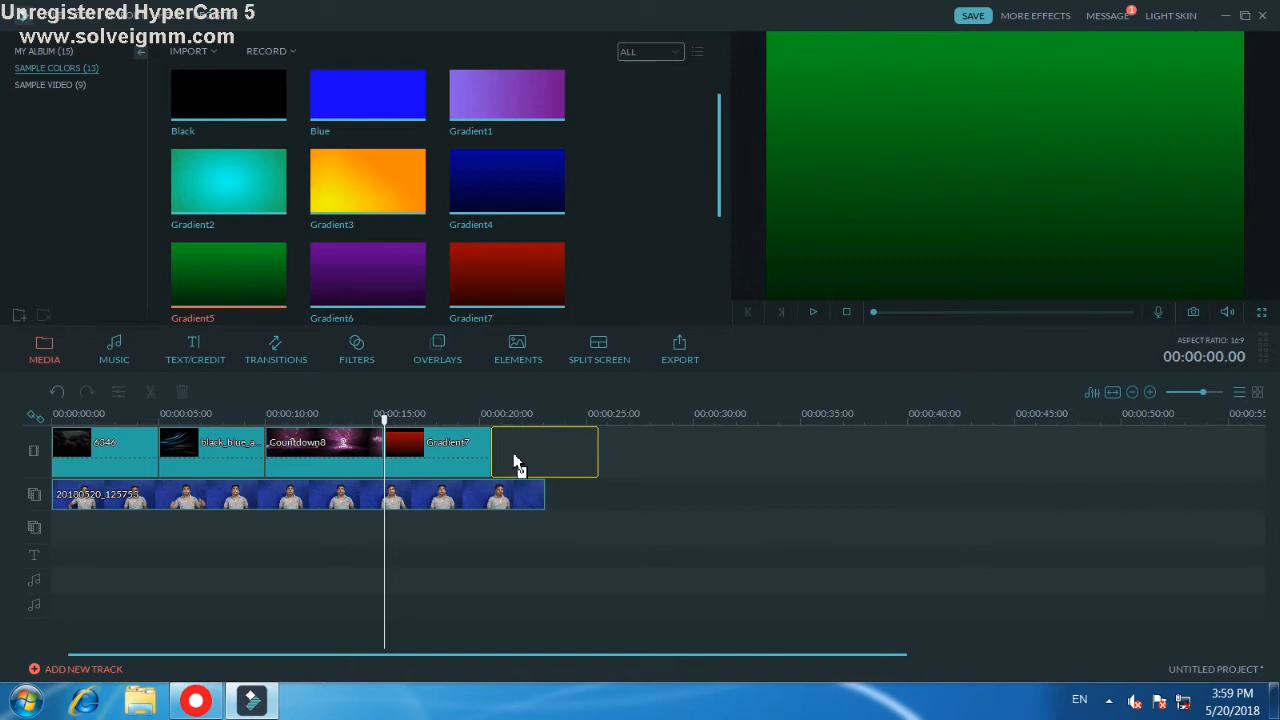 Unregistered HyperCam 5
www.solveigmm.com
SAVE
MORE EFFECTS
MESSAGE
1
LIGHT SKIN
MY ALBUM (15)
SAMPLE COLORS (13)
SAMPLE VIDEO (9)
IMPORT
RECORD
ALL
Black
Blue
Gradient1
Gradient2
Gradient3
Gradient4
Gradient5
Gradient6
Gradient7
MEDIA
MUSIC
TEXT/CREDIT
TRANSITIONS
FILTERS
OVERLAYS
ELEMENTS
SPLIT SCREEN
EXPORT
ASPECT RATIO: 16:9
00:00:00.00
00:00:00:00
00:00:05:00
00:00:10:00
00:00:15:00
00:00:20:00
00:00:25:00
00:00:30:00
00:00:35:00
00:00:40:00
00:00:45:00
00:00:50:00
00:00:55
6346
black_blue_a...
Countdown8
Gradient7
20180520_125753
T
ADD NEW TRACK
UNTITLED PROJECT *
EN
3:59 PM
5/20/2018